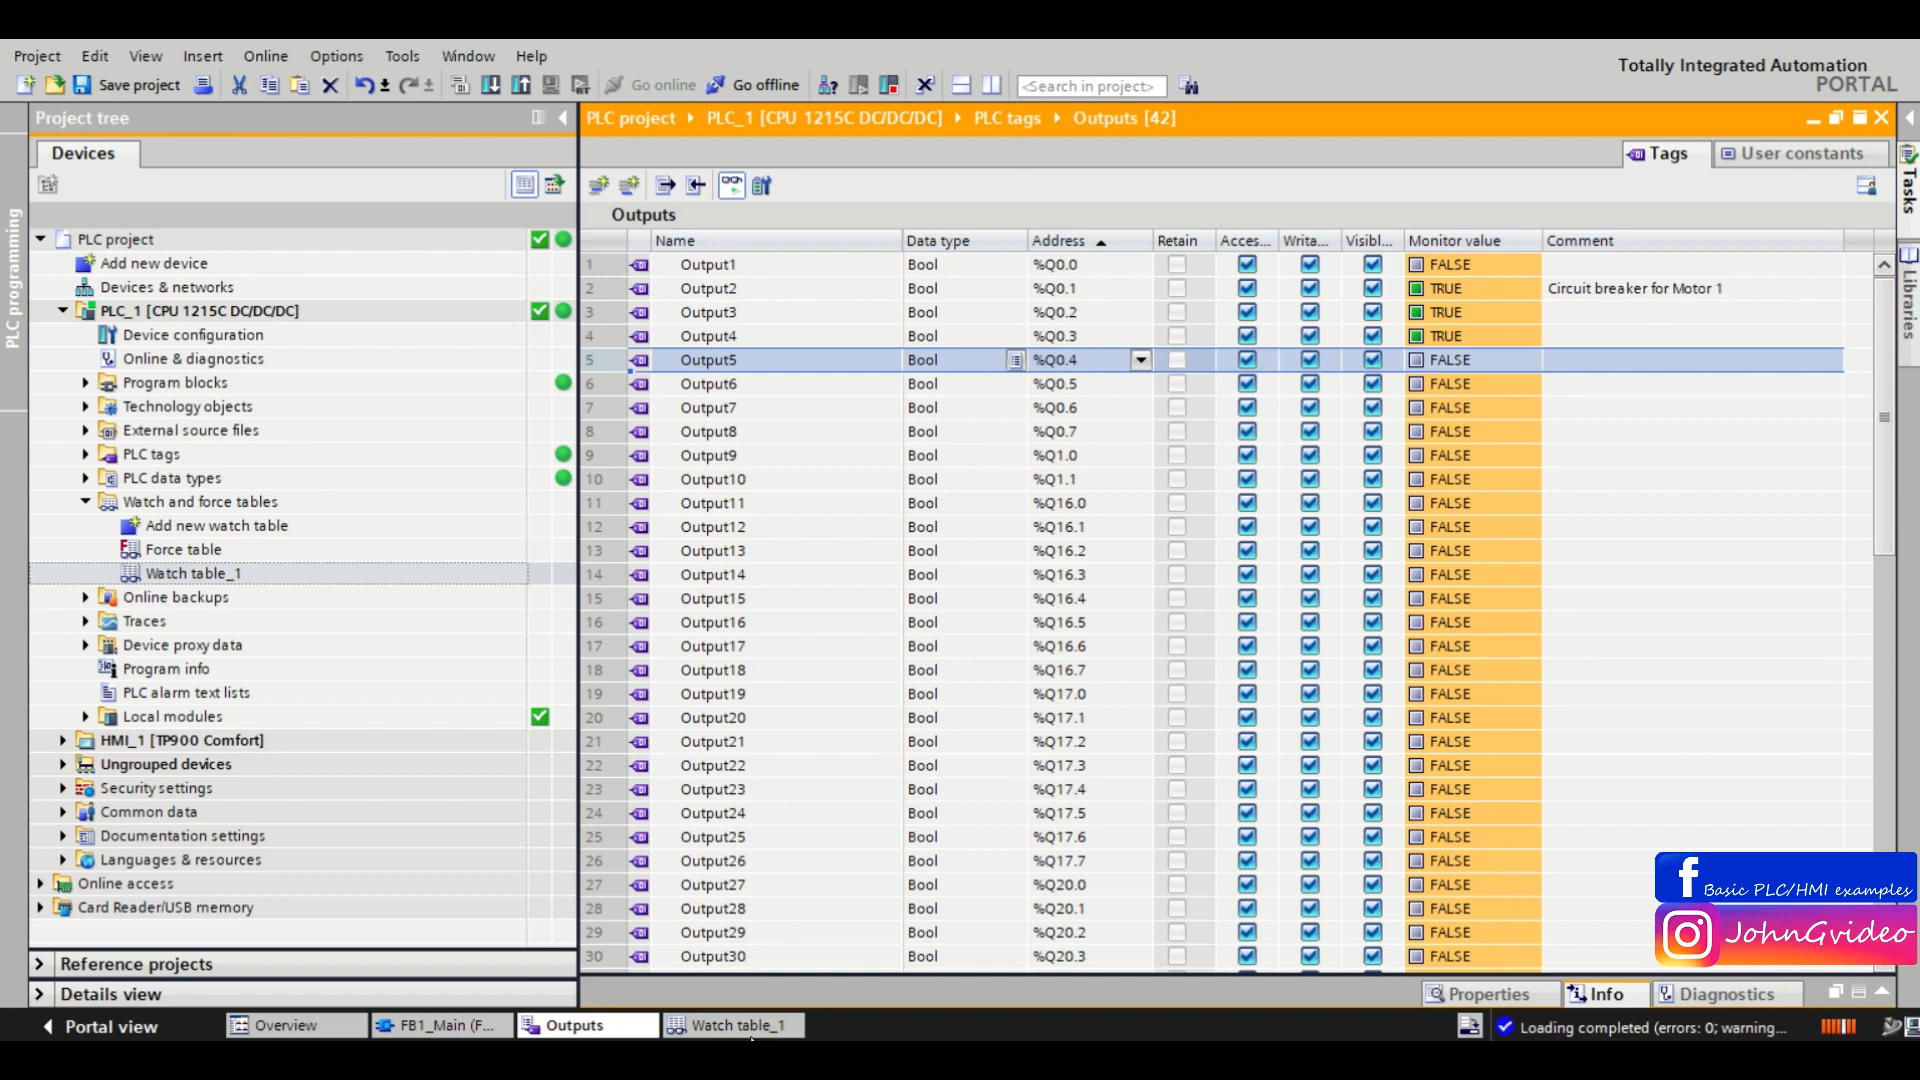 Project Edit View Insert Online Options Tools Window Help
Totally Integrated Automation
PORTAL
Save project Go online Go offline <Search in project>
Project tree
PLC project PLC_1 [CPU 1215C DC/DC/DC] PLC tags Outputs [42]
Devices
Tags User constants
Outputs
PLC programming
Tasks
Libraries
PLC project
Add new device
Devices & networks
PLC_1 [CPU 1215C DC/DC/DC]
Device configuration
Online & diagnostics
Program blocks
Technology objects
External source files
PLC tags
PLC data types
Watch and force tables
Add new watch table
Force table
Watch table_1
Online backups
Traces
Device proxy data
Program info
PLC alarm text lists
Local modules
HMI_1 [TP900 Comfort]
Ungrouped devices
Security settings
Common data
Documentation settings
Languages & resources
Online access
Card Reader/USB memory
Reference projects
Details view
Name Data type Address Retain Acces... Writa... Visibl... Monitor value Comment
1 Output1 Bool %Q0.0 FALSE
2 Output2 Bool %Q0.1 TRUE Circuit breaker for Motor 1
3 Output3 Bool %Q0.2 TRUE
4 Output4 Bool %Q0.3 TRUE
5 Output5 Bool %Q0.4 FALSE
6 Output6 Bool %Q0.5 FALSE
7 Output7 Bool %Q0.6 FALSE
8 Output8 Bool %Q0.7 FALSE
9 Output9 Bool %Q1.0 FALSE
10 Output10 Bool %Q1.1 FALSE
11 Output11 Bool %Q16.0 FALSE
12 Output12 Bool %Q16.1 FALSE
13 Output13 Bool %Q16.2 FALSE
14 Output14 Bool %Q16.3 FALSE
15 Output15 Bool %Q16.4 FALSE
16 Output16 Bool %Q16.5 FALSE
17 Output17 Bool %Q16.6 FALSE
18 Output18 Bool %Q16.7 FALSE
19 Output19 Bool %Q17.0 FALSE
20 Output20 Bool %Q17.1 FALSE
21 Output21 Bool %Q17.2 FALSE
22 Output22 Bool %Q17.3 FALSE
23 Output23 Bool %Q17.4 FALSE
24 Output24 Bool %Q17.5 FALSE
25 Output25 Bool %Q17.6 FALSE
26 Output26 Bool %Q17.7 FALSE
27 Output27 Bool %Q20.0 FALSE
28 Output28 Bool %Q20.1 FALSE
29 Output29 Bool %Q20.2 FALSE
30 Output30 Bool %Q20.3 FALSE
Basic PLC/HMI examples
JohnGvideo
Properties Info Diagnostics
Portal view Overview FB1_Main (F... Outputs Watch table_1 Loading completed (errors: 0; warning...